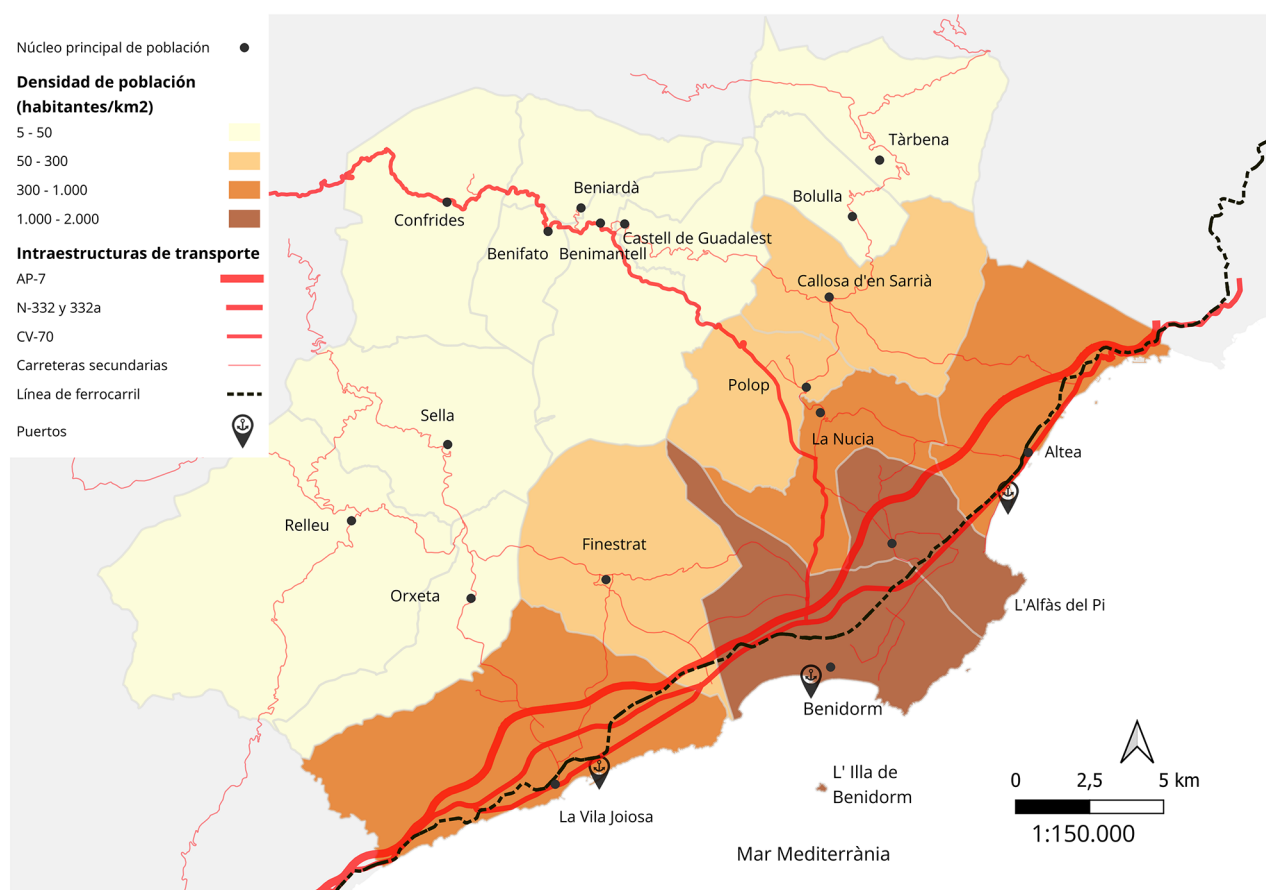 Núcleo principal de población
Densidad de población
(habitantes/km2)
5 - 50
50 - 300
300 - 1.000
1.000 - 2.000
Intraestructuras de transporte
AP-7
N-332 y 332a
CV-70
Carreteras secundarias
Línea de ferrocarril
Puertos
Tàrbena
Beniardà
Bolulla
Confrides
Castell de Guadalest
Benifato
Benimantell
Callosa d'en Sarrià
Polop
Sella
La Nucia
Altea
Relleu
Finestrat
Orxeta
L'Alfàs del Pi
Benidorm
L' Illa de
Benidorm
La Vila Joiosa
Mar Mediterrània
0 2,5 5 km
1:150.000